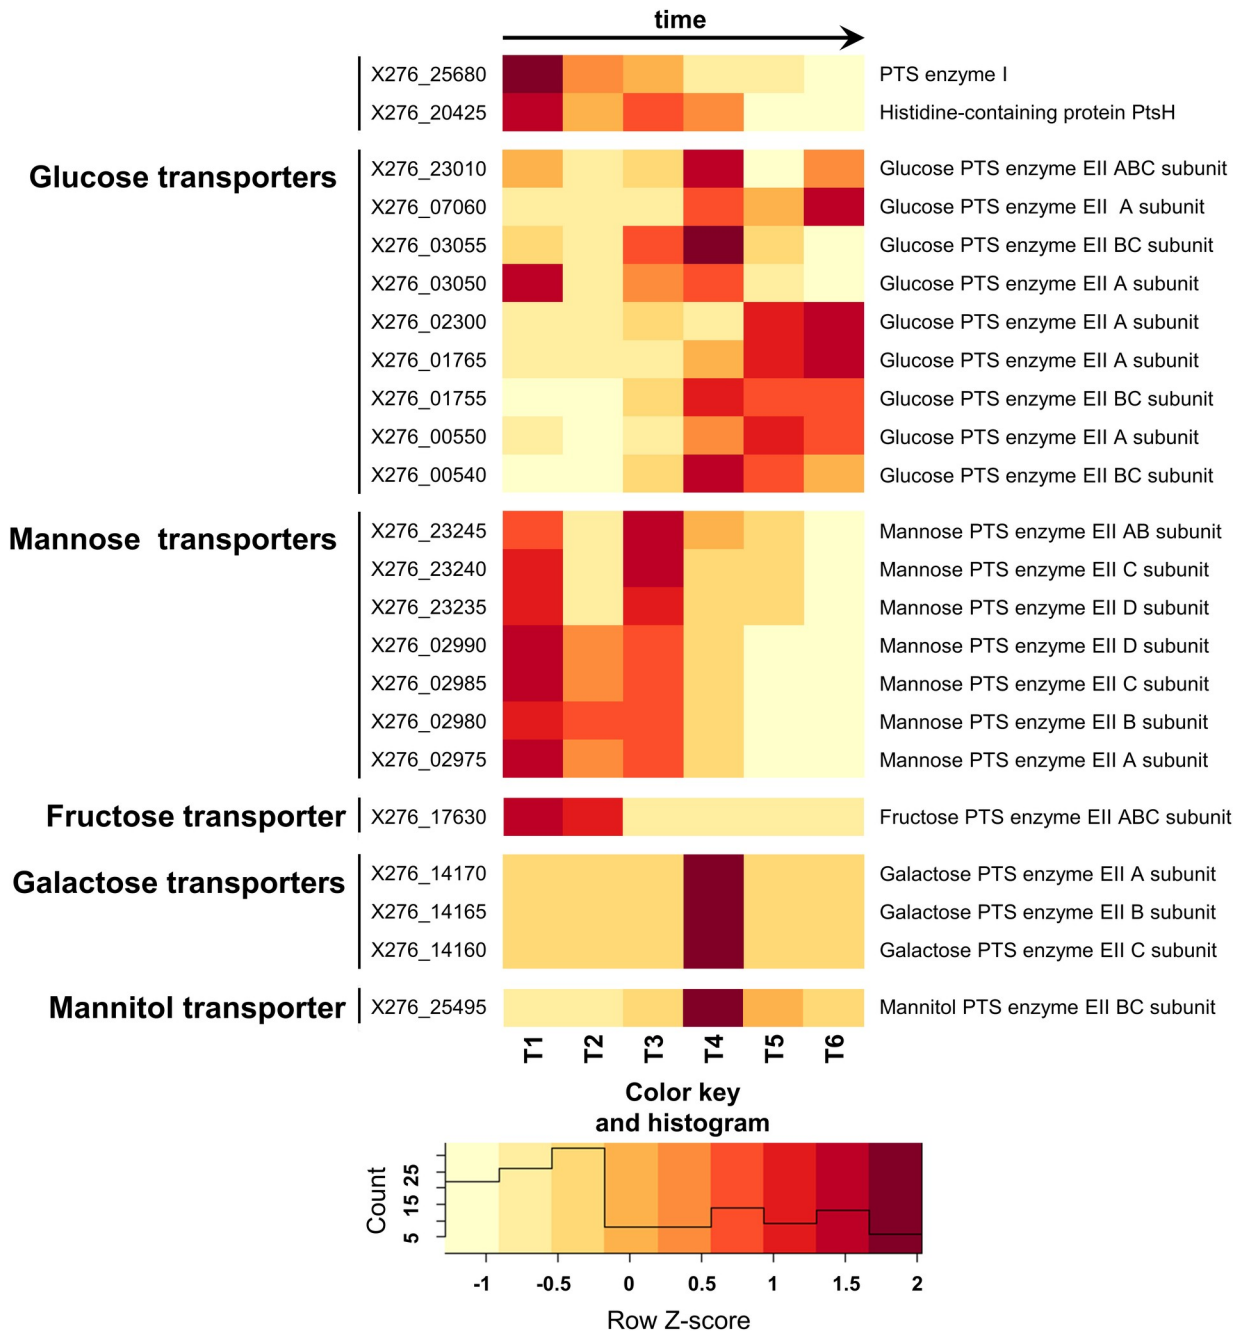 time
X276_25680 PTS enzyme I
X276_20425 Histidine-containing protein PtsH
Glucose transporters
X276_23010 Glucose PTS enzyme EII ABC subunit
X276_07060 Glucose PTS enzyme EII  A subunit
X276_03055 Glucose PTS enzyme EII BC subunit
X276_03050 Glucose PTS enzyme EII A subunit
X276_02300 Glucose PTS enzyme EII A subunit
X276_01765 Glucose PTS enzyme EII A subunit
X276_01755 Glucose PTS enzyme EII BC subunit
X276_00550 Glucose PTS enzyme EII A subunit
X276_00540 Glucose PTS enzyme EII BC subunit
Mannose  transporters
X276_23245 Mannose PTS enzyme EII AB subunit
X276_23240 Mannose PTS enzyme EII C subunit
X276_23235 Mannose PTS enzyme EII D subunit
X276_02990 Mannose PTS enzyme EII D subunit
X276_02985 Mannose PTS enzyme EII C subunit
X276_02980 Mannose PTS enzyme EII B subunit
X276_02975 Mannose PTS enzyme EII A subunit
Fructose transporter X276_17630 Fructose PTS enzyme EII ABC subunit
Galactose transporters
X276_14170 Galactose PTS enzyme EII A subunit
X276_14165 Galactose PTS enzyme EII B subunit
X276_14160 Galactose PTS enzyme EII C subunit
Mannitol transporter X276_25495 Mannitol PTS enzyme EII BC subunit
T1 T2 T3 T4 T5 T6
Color key
and histogram
Count
5 15 25
-1 -0.5 0 0.5 1 1.5 2
Row Z-score